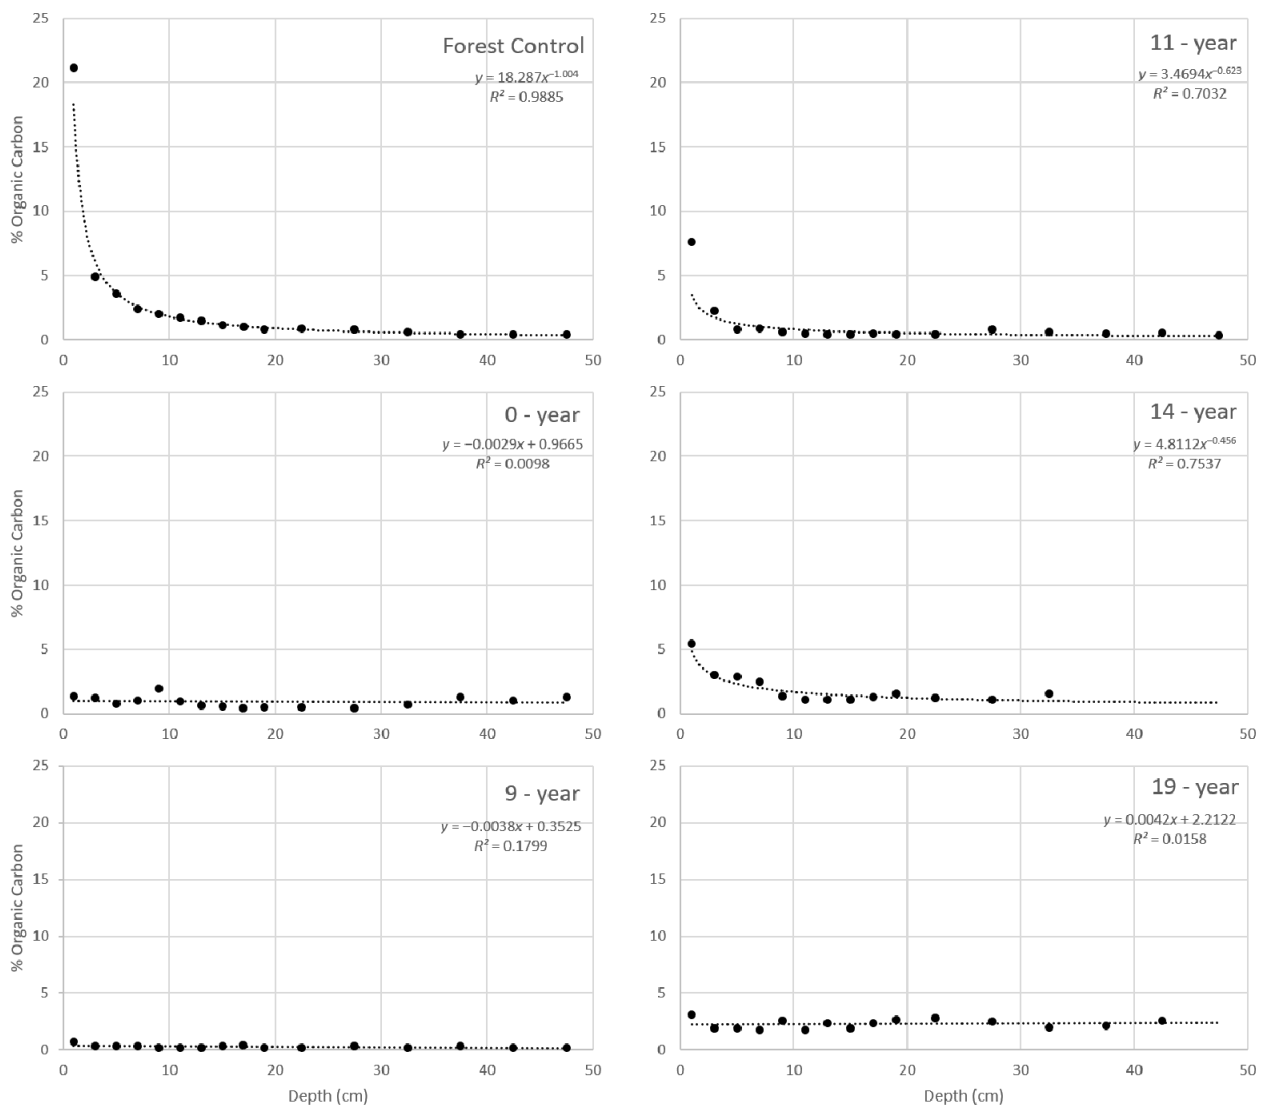 Forest Control
y = 18.287x^−1.004
R² = 0.9885
% Organic Carbon
25
20
15
10
5
0
0 10 20 30 40 50
11 - year
y = 3.4694x^−0.623
R² = 0.7032
25
20
15
10
5
0
0 10 20 30 40 50
0 - year
y = −0.0029x + 0.9665
R² = 0.0098
% Organic Carbon
25
20
15
10
5
0
0 10 20 30 40 50
14 - year
y = 4.8112x^−0.456
R² = 0.7537
25
20
15
10
5
0
0 10 20 30 40 50
9 - year
y = −0.0038x + 0.3525
R² = 0.1799
% Organic Carbon
25
20
15
10
5
0
0 10 20 30 40 50
Depth (cm)
19 - year
y = 0.0042x + 2.2122
R² = 0.0158
25
20
15
10
5
0
0 10 20 30 40 50
Depth (cm)